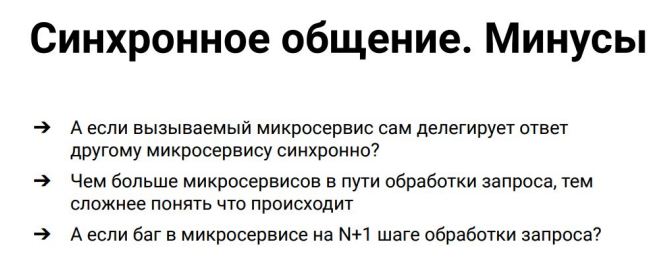 Синхронное общение. Минусы
➔ А если вызываемый микросервис сам делегирует ответ
другому микросервису синхронно?
➔ Чем больше микросервисов в пути обработки запроса, тем
сложнее понять что происходит
➔ А если баг в микросервисе на N+1 шаге обработки запроса?